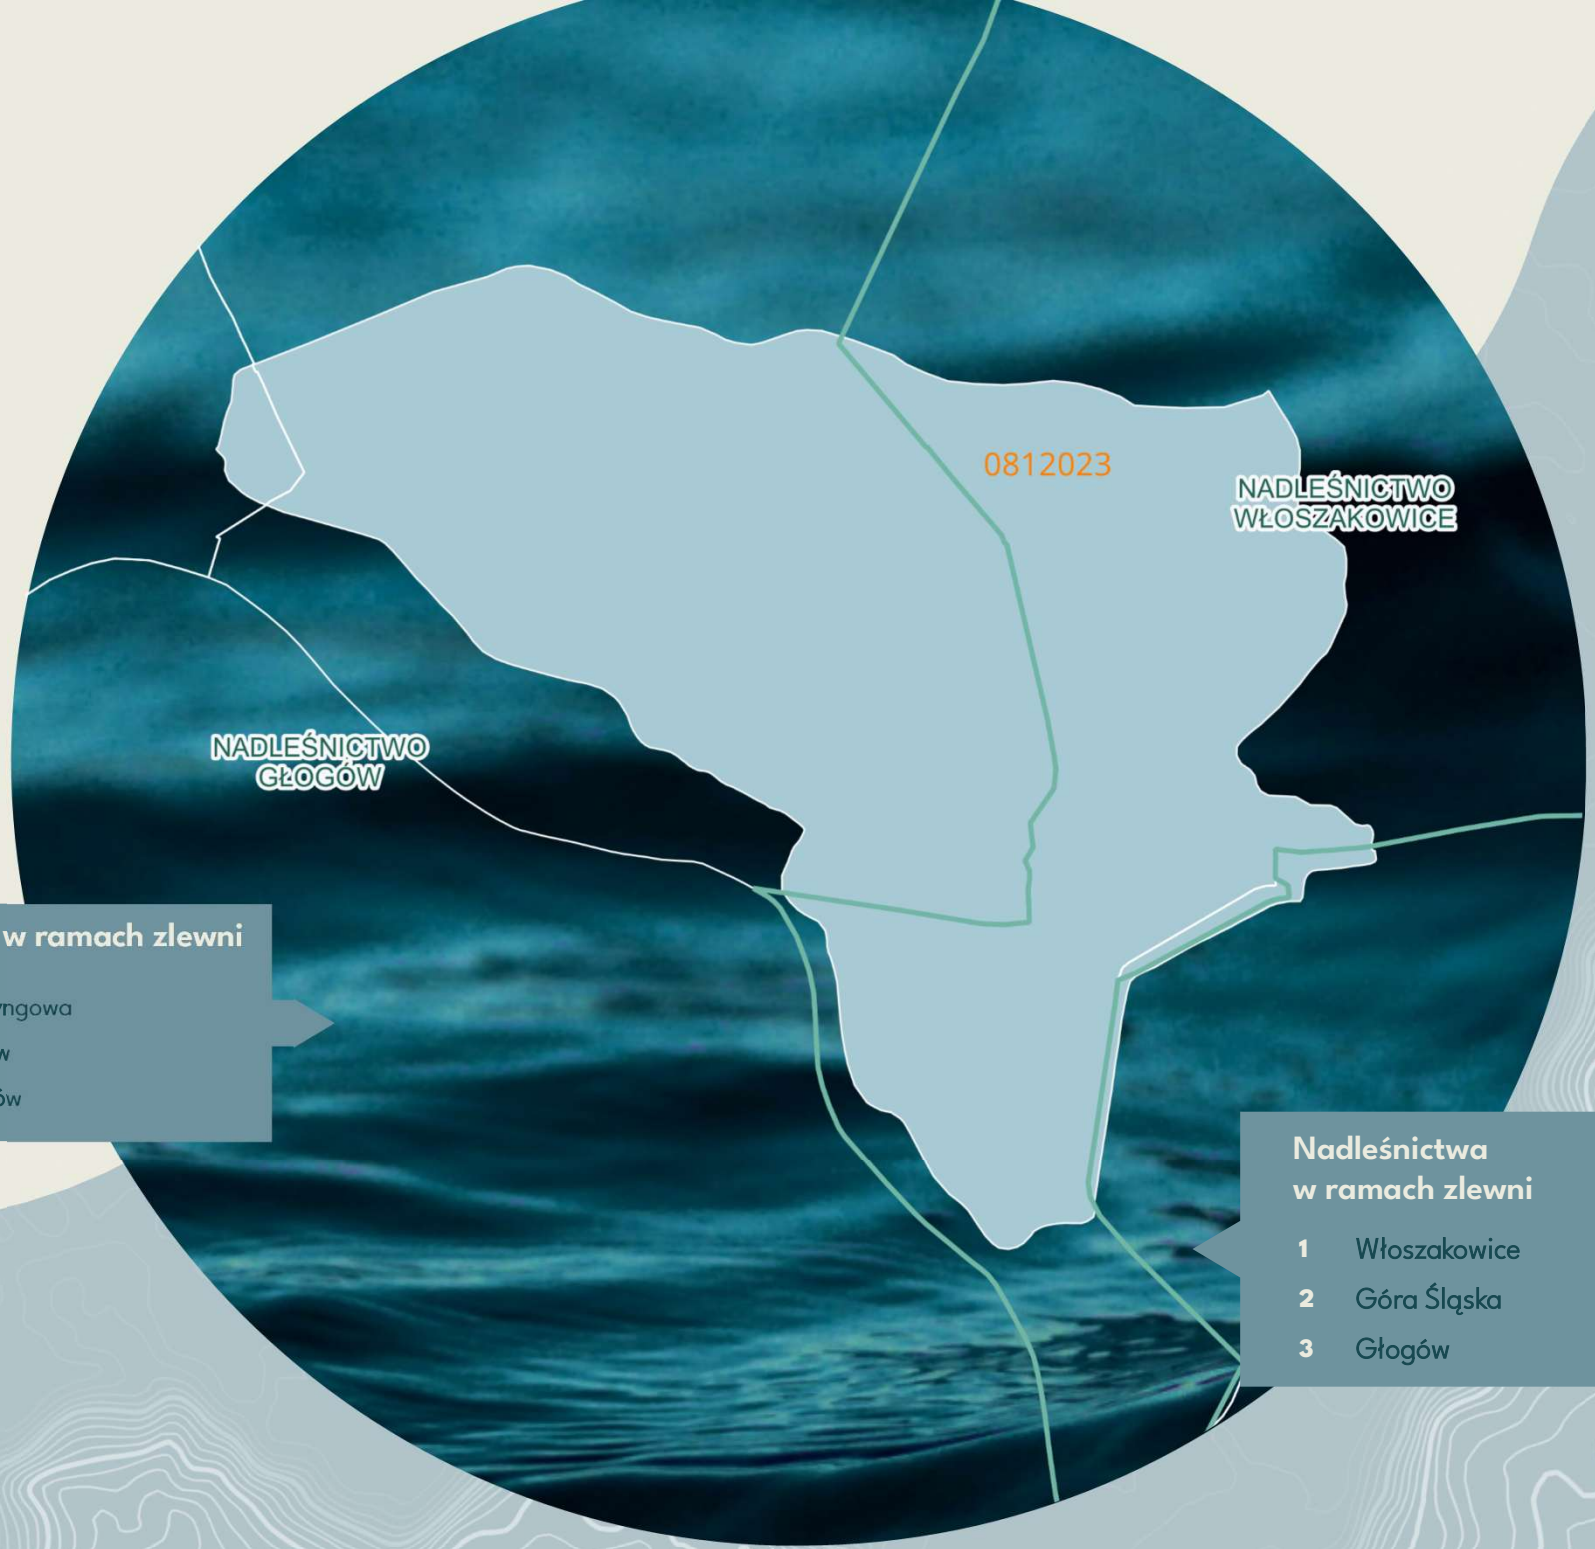 0812023
NADLEŚNICTWO
WŁOSZAKOWICE
NADLEŚNICTWO
GŁOGÓW
w ramach zlewni
Nadleśnictwa
w ramach zlewni
1 Włoszakowice
2 Góra Śląska
3 Głogów